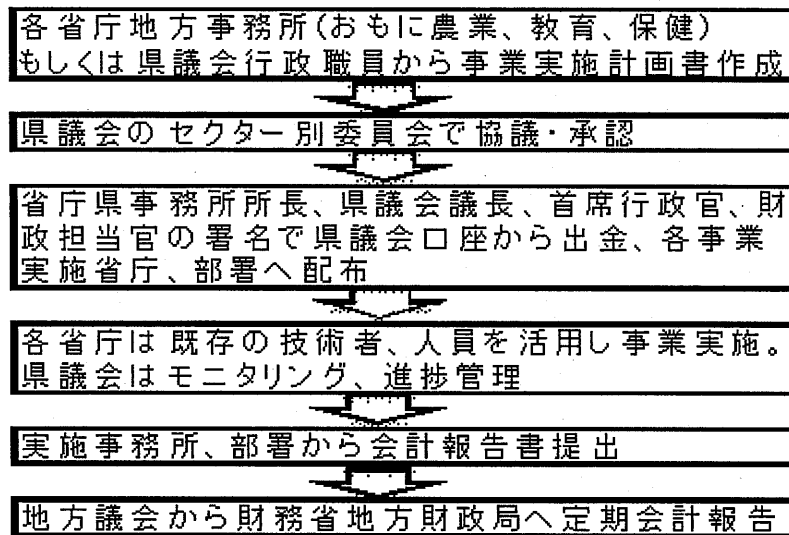 各省庁地方事務所(おもに農業、教育、保健)
もしくは県議会行政職員から事業実施計画書作成
県議会のセクター別委員会で協議・承認
省庁県事務所所長、県議会議長、首席行政官、財
政担当官の署名で県議会口座から出金、各事業
実施省庁、部署へ配布
各省庁は既存の技術者、人員を活用し事業実施。
県議会はモニタリング、進捗管理
実施事務所、部署から会計報告書提出
地方議会から財務省地方財政局へ定期会計報告